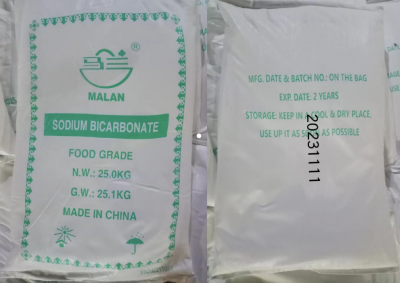 ®
MALAN
SODIUM BICARBONATE
FOOD GRADE
N.W.: 25.0KG
G.W.: 25.1KG
MADE IN CHINA
MFG. DATE & BATCH NO.: ON THE BAG
EXP. DATE: 2 YEARS
STORAGE: KEEP IN A COOL & DRY PLACE,
USE UP IT AS SOON AS POSSIBLE
20231111